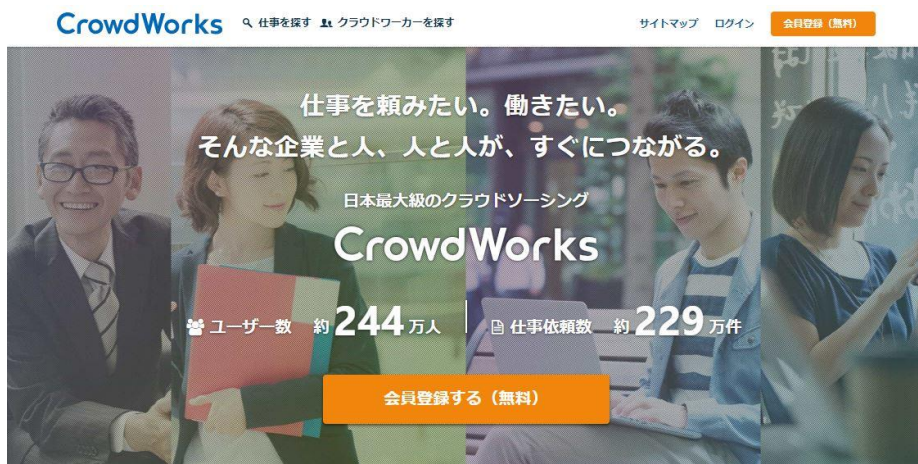 CrowdWorks 仕事を探す クラウドワーカーを探す サイトマップ ログイン 会員登録（無料）
仕事を頼みたい。働きたい。
そんな企業と人、人と人が、すぐにつながる。
日本最大級のクラウドソーシング
CrowdWorks
ユーザー数 約244万人 仕事依頼数 約229万件
会員登録する（無料）